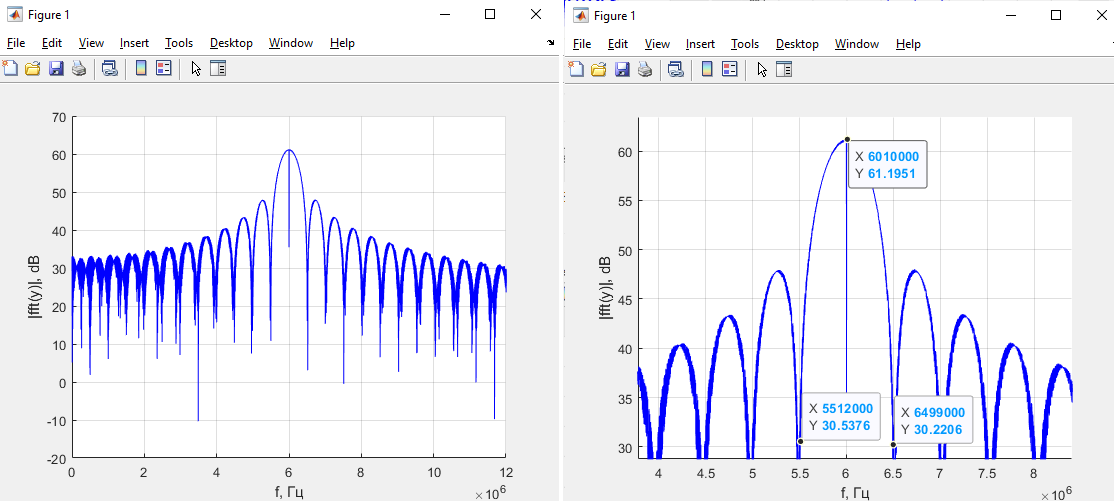 Figure 1
File Edit View Insert Tools Desktop Window Help
70
60
50
40
30
20
10
0
-10
-20
|fft(y)|, dB
0 2 4 6 8 10 12
f, Гц
×10^6
Figure 1
File Edit View Insert Tools Desktop Window Help
60
55
50
45
40
35
30
|fft(y)|, dB
X 6010000
Y 61.1951
X 5512000
Y 30.5376
X 6499000
Y 30.2206
4 4.5 5 5.5 6 6.5 7 7.5 8
f, Гц
×10^6